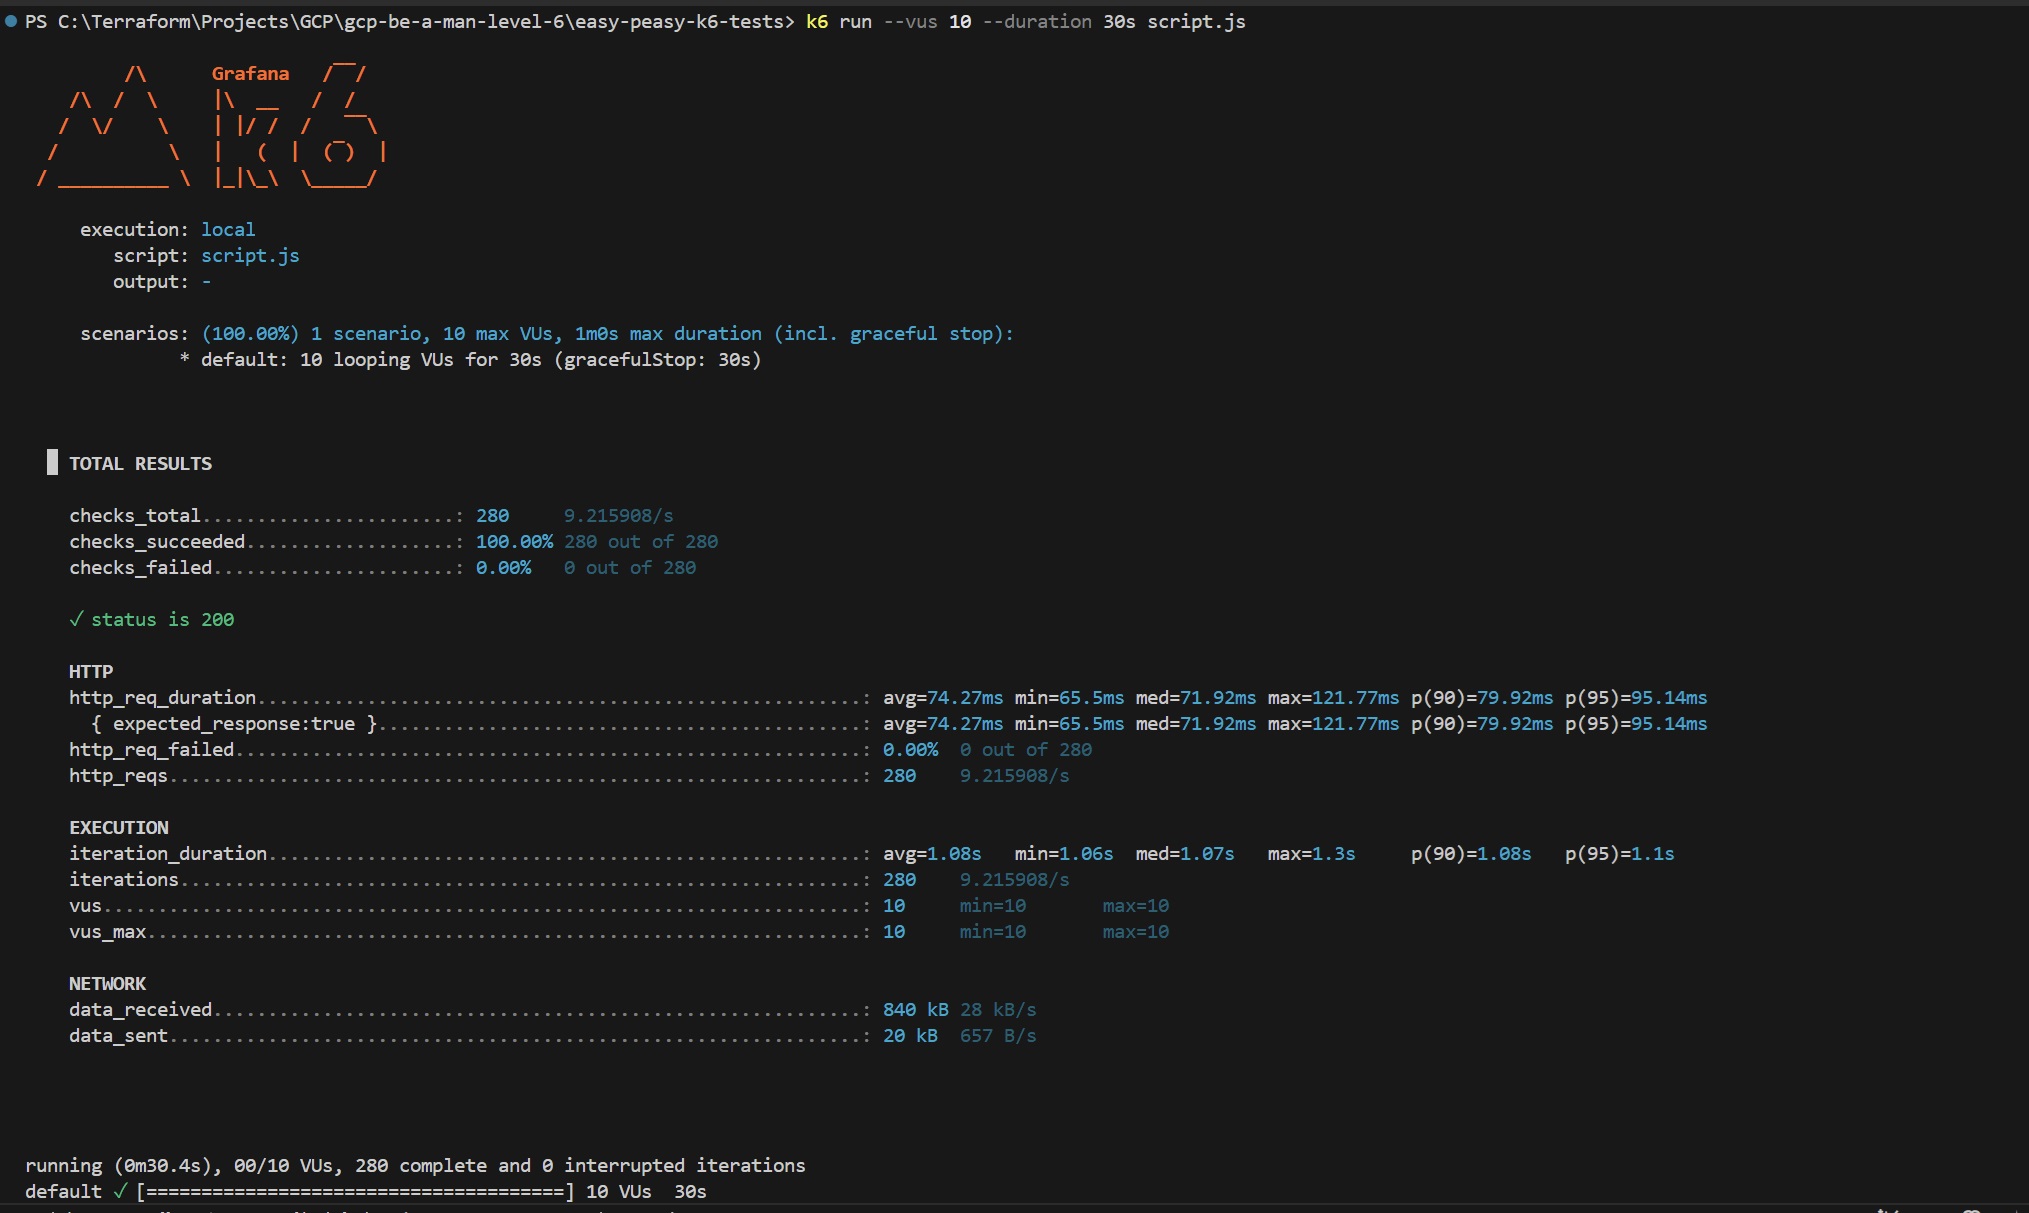 PS C:\Terraform\Projects\GCP\gcp-be-a-man-level-6\easy-peasy-k6-tests> k6 run --vus 10 --duration 30s script.js
Grafana
execution: local
script: script.js
output: -
scenarios: (100.00%) 1 scenario, 10 max VUs, 1m0s max duration (incl. graceful stop):
* default: 10 looping VUs for 30s (gracefulStop: 30s)
TOTAL RESULTS
checks_total.......................: 280 9.215908/s
checks_succeeded...................: 100.00% 280 out of 280
checks_failed......................: 0.00% 0 out of 280
✓ status is 200
HTTP
http_req_duration.......................................................: avg=74.27ms min=65.5ms med=71.92ms max=121.77ms p(90)=79.92ms p(95)=95.14ms
{ expected_response:true }............................................: avg=74.27ms min=65.5ms med=71.92ms max=121.77ms p(90)=79.92ms p(95)=95.14ms
http_req_failed.........................................................: 0.00% 0 out of 280
http_reqs...............................................................: 280 9.215908/s
EXECUTION
iteration_duration......................................................: avg=1.08s min=1.06s med=1.07s max=1.3s p(90)=1.08s p(95)=1.1s
iterations..............................................................: 280 9.215908/s
vus.....................................................................: 10 min=10 max=10
vus_max.................................................................: 10 min=10 max=10
NETWORK
data_received...........................................................: 840 kB 28 kB/s
data_sent...............................................................: 20 kB 657 B/s
running (0m30.4s), 00/10 VUs, 280 complete and 0 interrupted iterations
default ✓ [======================================] 10 VUs 30s